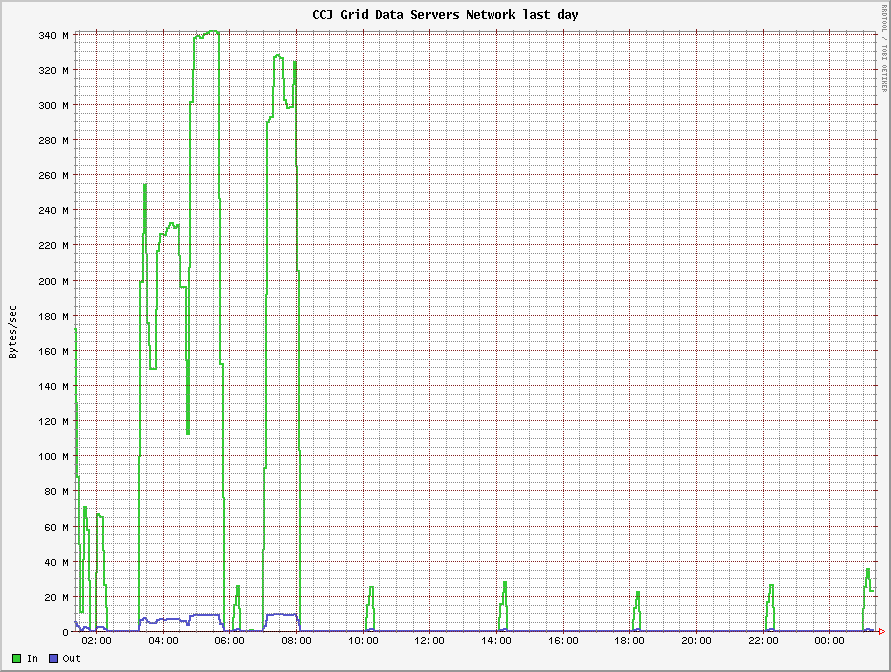 CCJ Grid Data Servers Network last day
RRDTOOL / TOBI OETIKER
Bytes/sec
340 M
320 M
300 M
280 M
260 M
240 M
220 M
200 M
180 M
160 M
140 M
120 M
100 M
80 M
60 M
40 M
20 M
0
02:00 04:00 06:00 08:00 10:00 12:00 14:00 16:00 18:00 20:00 22:00 00:00
In Out